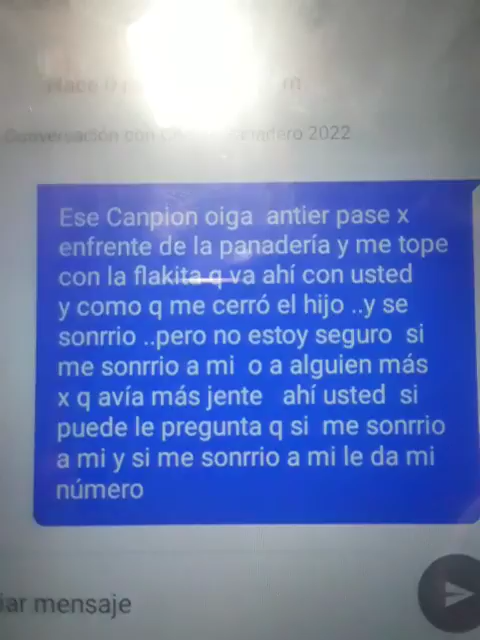 Hace
m
Conversación con
2022
Ese Canpion oiga antier pase x
enfrente de la panadería y me tope
con la flakita q va ahí con usted
y como q me cerró el hijo ..y se
sonrrio ..pero no estoy seguro si
me sonrrio a mi o a alguien más
x q avía más jente ahí usted si
puede le pregunta q si me sonrrio
a mi y si me sonrrio a mi le da mi
número
iar mensaje